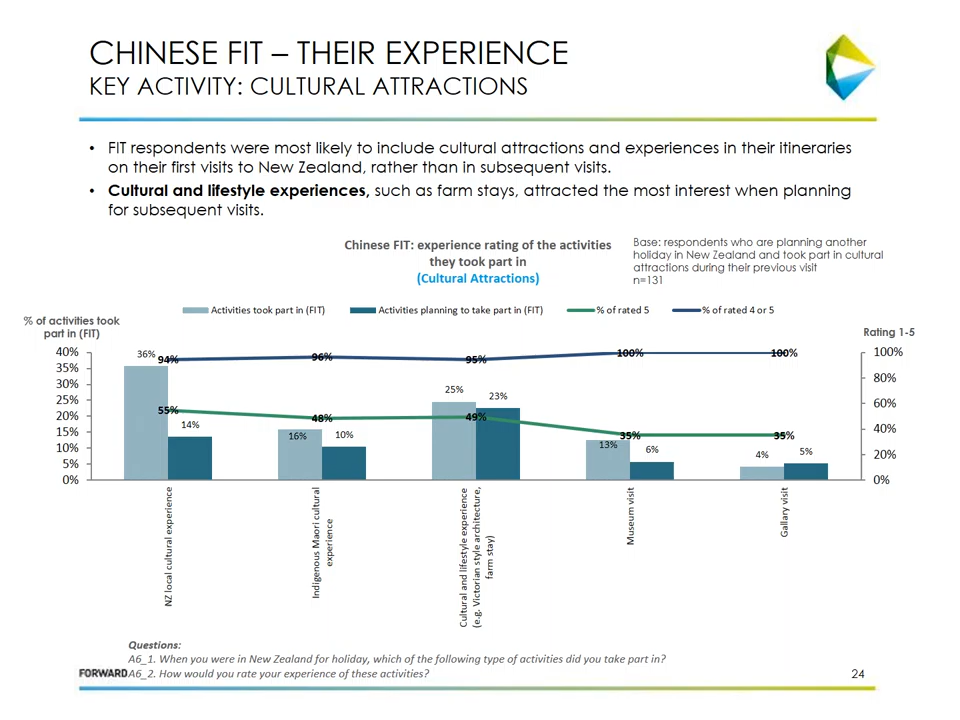 CHINESE FIT – THEIR EXPERIENCE
KEY ACTIVITY: CULTURAL ATTRACTIONS
• FIT respondents were most likely to include cultural attractions and experiences in their itineraries
on their first visits to New Zealand, rather than in subsequent visits.
• Cultural and lifestyle experiences, such as farm stays, attracted the most interest when planning
for subsequent visits.
Chinese FIT: experience rating of the activities
they took part in
(Cultural Attractions)
Base: respondents who are planning another
holiday in New Zealand and took part in cultural
attractions during their previous visit
n=131
Activities took part in (FIT)
Activities planning to take part in (FIT)
% of rated 5
% of rated 4 or 5
% of activities took
part in (FIT)
Rating 1-5
40%
35%
30%
25%
20%
15%
10%
5%
0%
36%
94%
55%
14%
96%
48%
16%
10%
95%
25%
23%
49%
100%
35%
13%
6%
100%
35%
4%
5%
100%
80%
60%
40%
20%
0%
NZ local cultural experience
Indigenous Maori cultural
experience
Cultural and lifestyle experience
(e.g. Victorian style architecture,
farm stay)
Museum visit
Gallary visit
Questions:
A6_1. When you were in New Zealand for holiday, which of the following type of activities did you take part in?
FORWARD A6_2. How would you rate your experience of these activities?
24